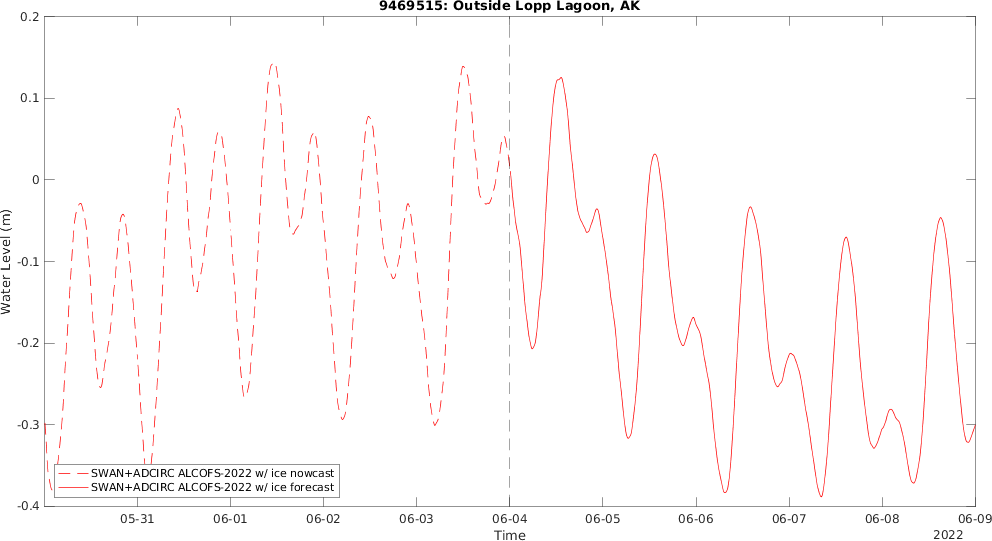 9469515: Outside Lopp Lagoon, AK
0.2
0.1
0
-0.1
-0.2
-0.3
-0.4
Water Level (m)
SWAN+ADCIRC ALCOFS-2022 w/ ice nowcast
SWAN+ADCIRC ALCOFS-2022 w/ ice forecast
05-31 06-01 06-02 06-03 06-04 06-05 06-06 06-07 06-08 06-09
Time
2022